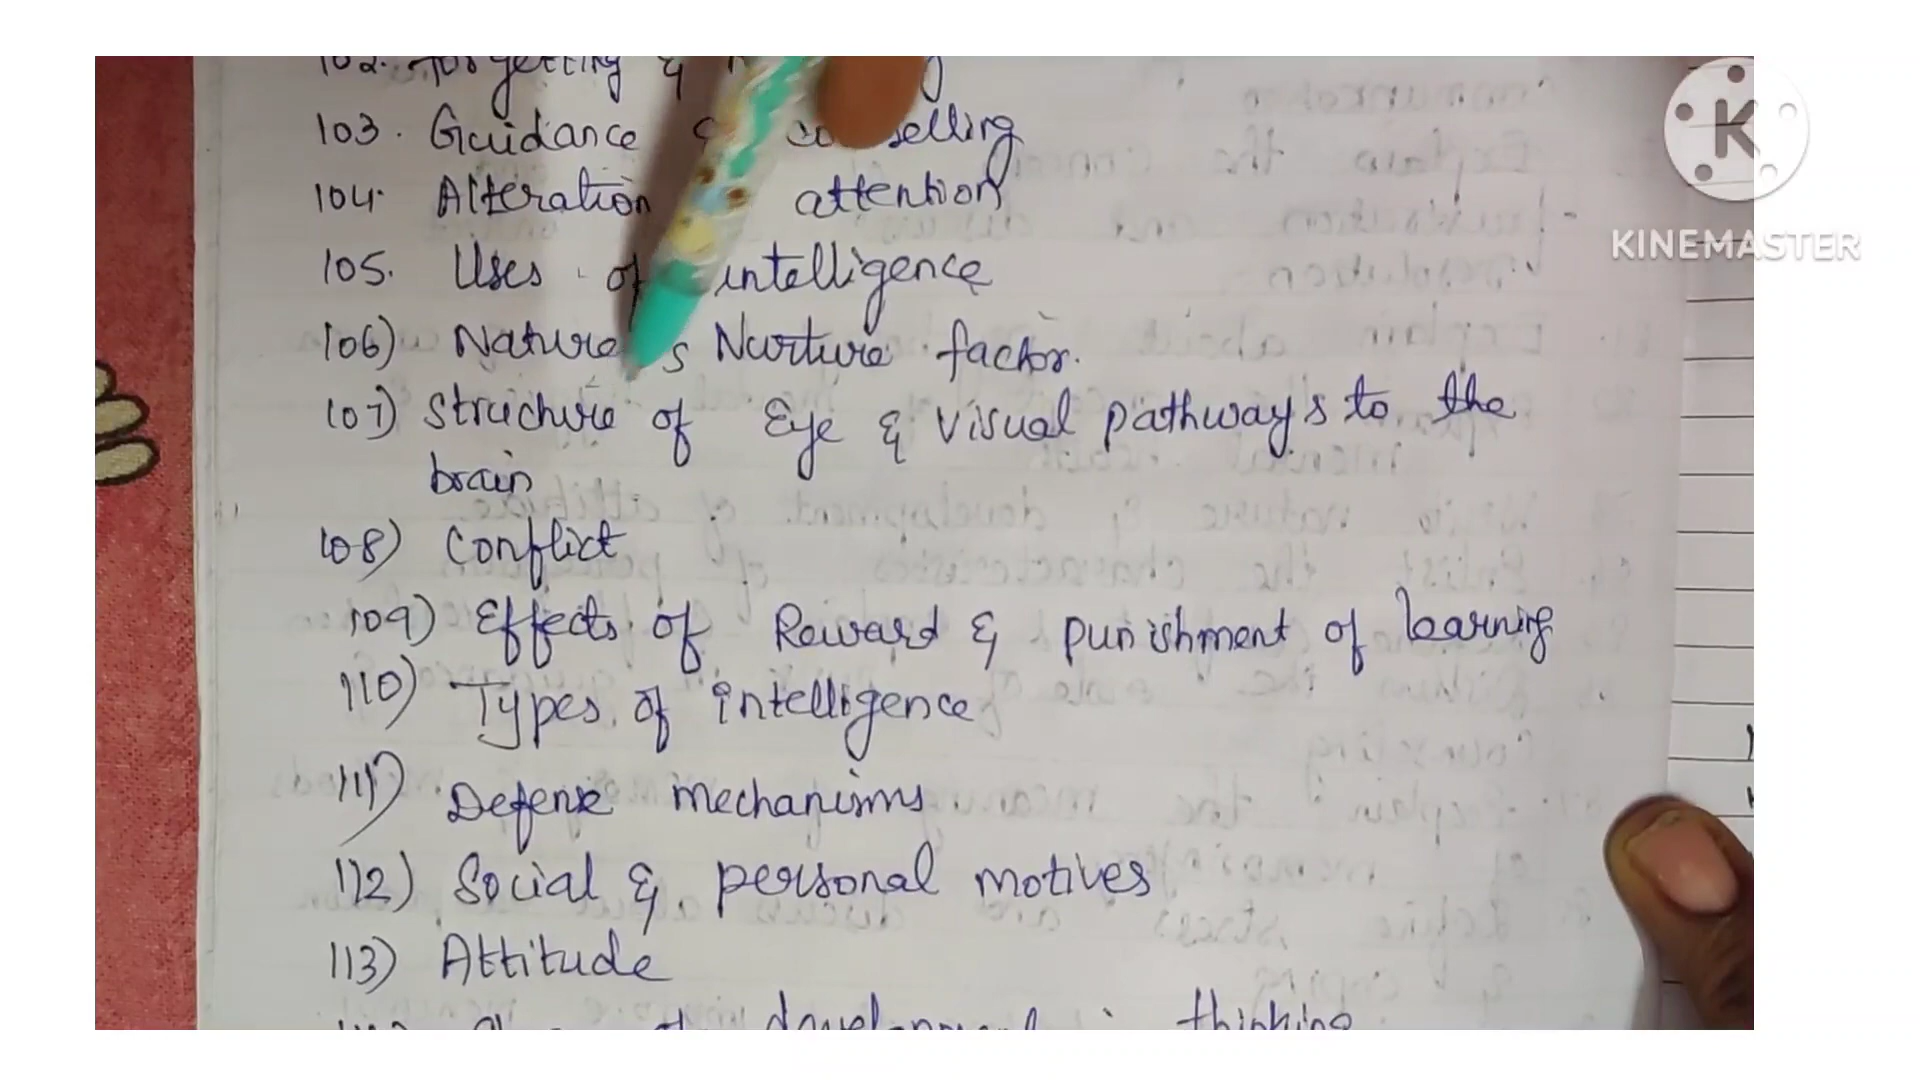 103. Guidance
104. Alteration attention
105. Uses of intelligence
106) Nature s Nurture factor.
107) Structure of Eye & Visual pathways to the
brain
108) Conflict
109) Effects of Reward & punishment of learning
110) Types of intelligence
111) Defense mechanisms
112) Social & personal motives
113) Attitude
thinking
K
KINEMASTER